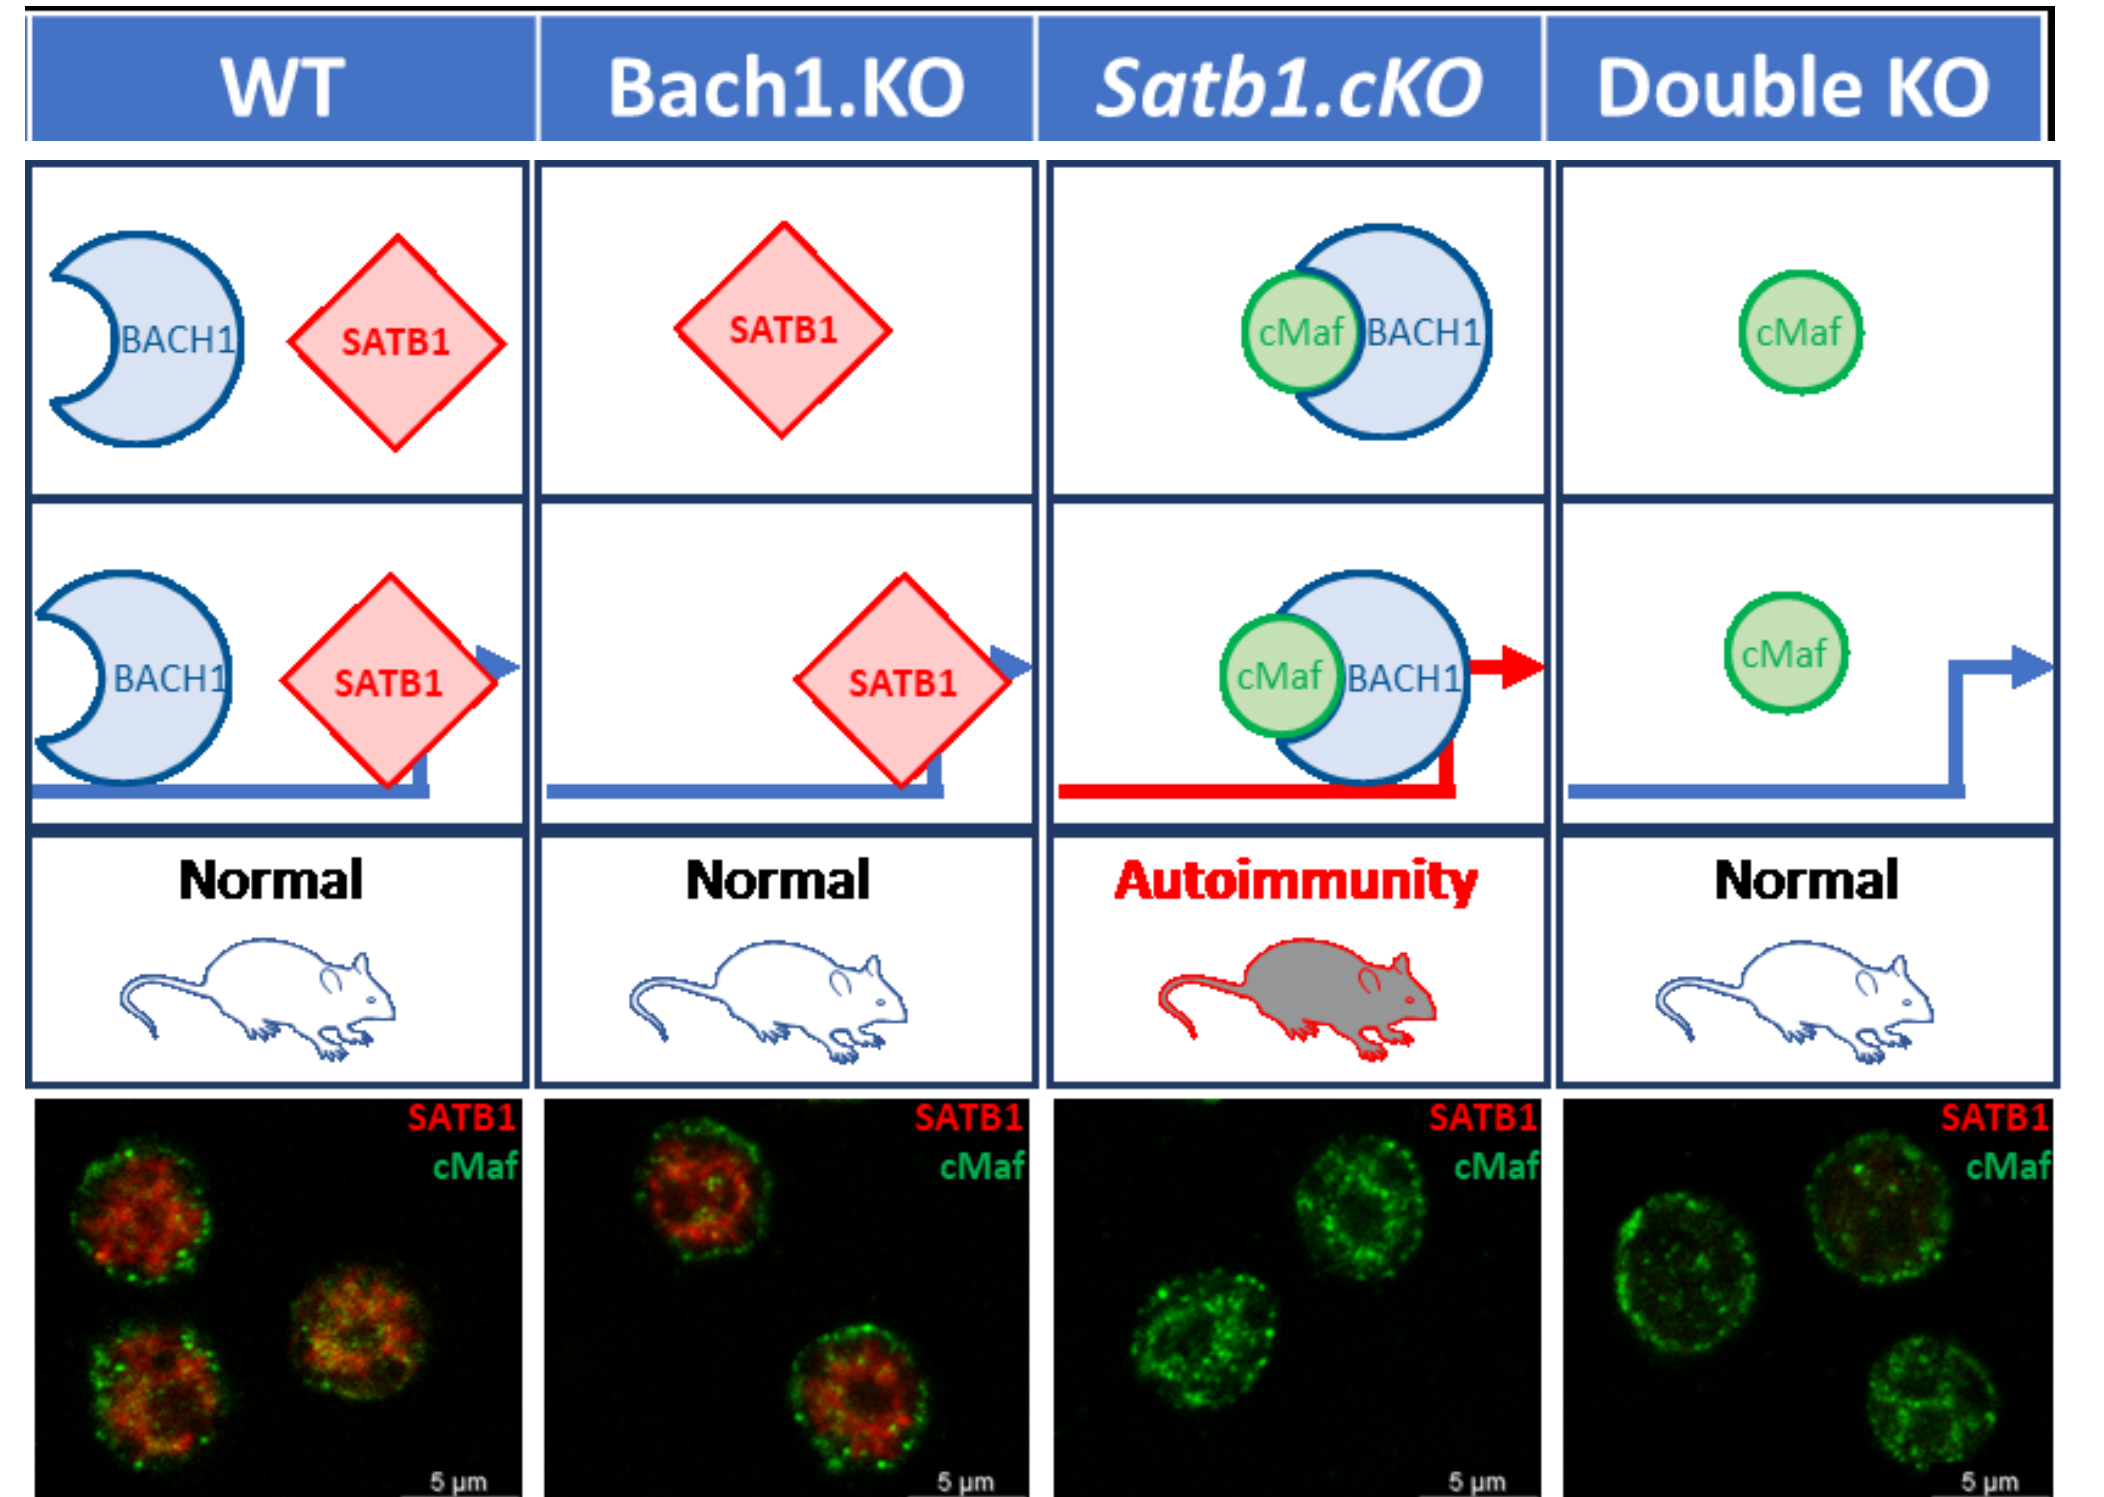 WT
Bach1.KO
Satb1.cKO
Double KO
BACH1
SATB1
SATB1
cMaf
BACH1
cMaf
BACH1
SATB1
SATB1
cMaf
BACH1
cMaf
Normal
Normal
Autoimmunity
Normal
SATB1
cMaf
5 μm
SATB1
cMaf
5 μm
SATB1
cMaf
5 μm
SATB1
cMaf
5 μm